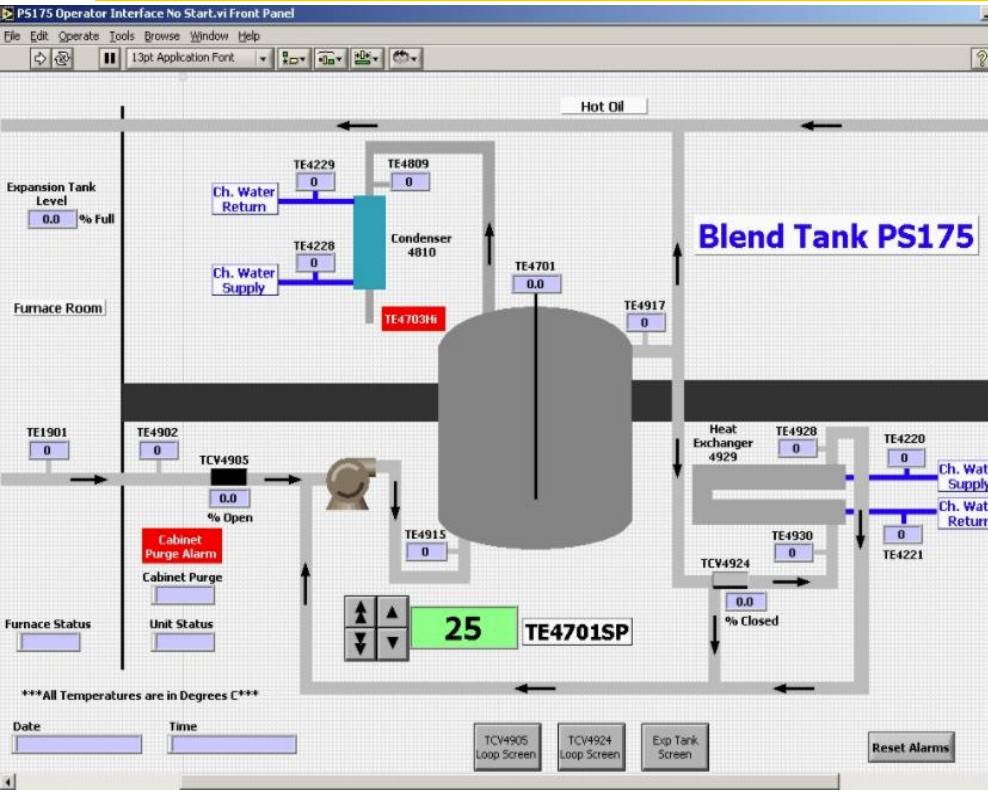 PS175 Operator Interface No Start.vi Front Panel
File Edit Operate Tools Browse Window Help
13pt Application Font
Hot Oil
TE4229
0
TE4809
0
Expansion Tank
Level
0.0 % Full
Ch. Water
Return
Condenser
4810
TE4228
0
Ch. Water
Supply
Blend Tank PS175
TE4701
0.0
Furnace Room
TE4703Hi
TE4917
0
TE1901
0
TE4902
0
TCV4905
0.0
% Open
Heat
Exchanger
4929
TE4928
0
TE4220
0
Ch. Wat
Supply
Ch. Wat
Return
TE4221
0
Cabinet
Purge Alarm
TE4915
0
TE4930
0
TCV4924
0.0
% Closed
Cabinet Purge
Furnace Status
Unit Status
25
TE4701SP
***All Temperatures are in Degrees C***
Date
Time
TCV4905
Loop Screen
TCV4924
Loop Screen
Exp Tank
Screen
Reset Alarms